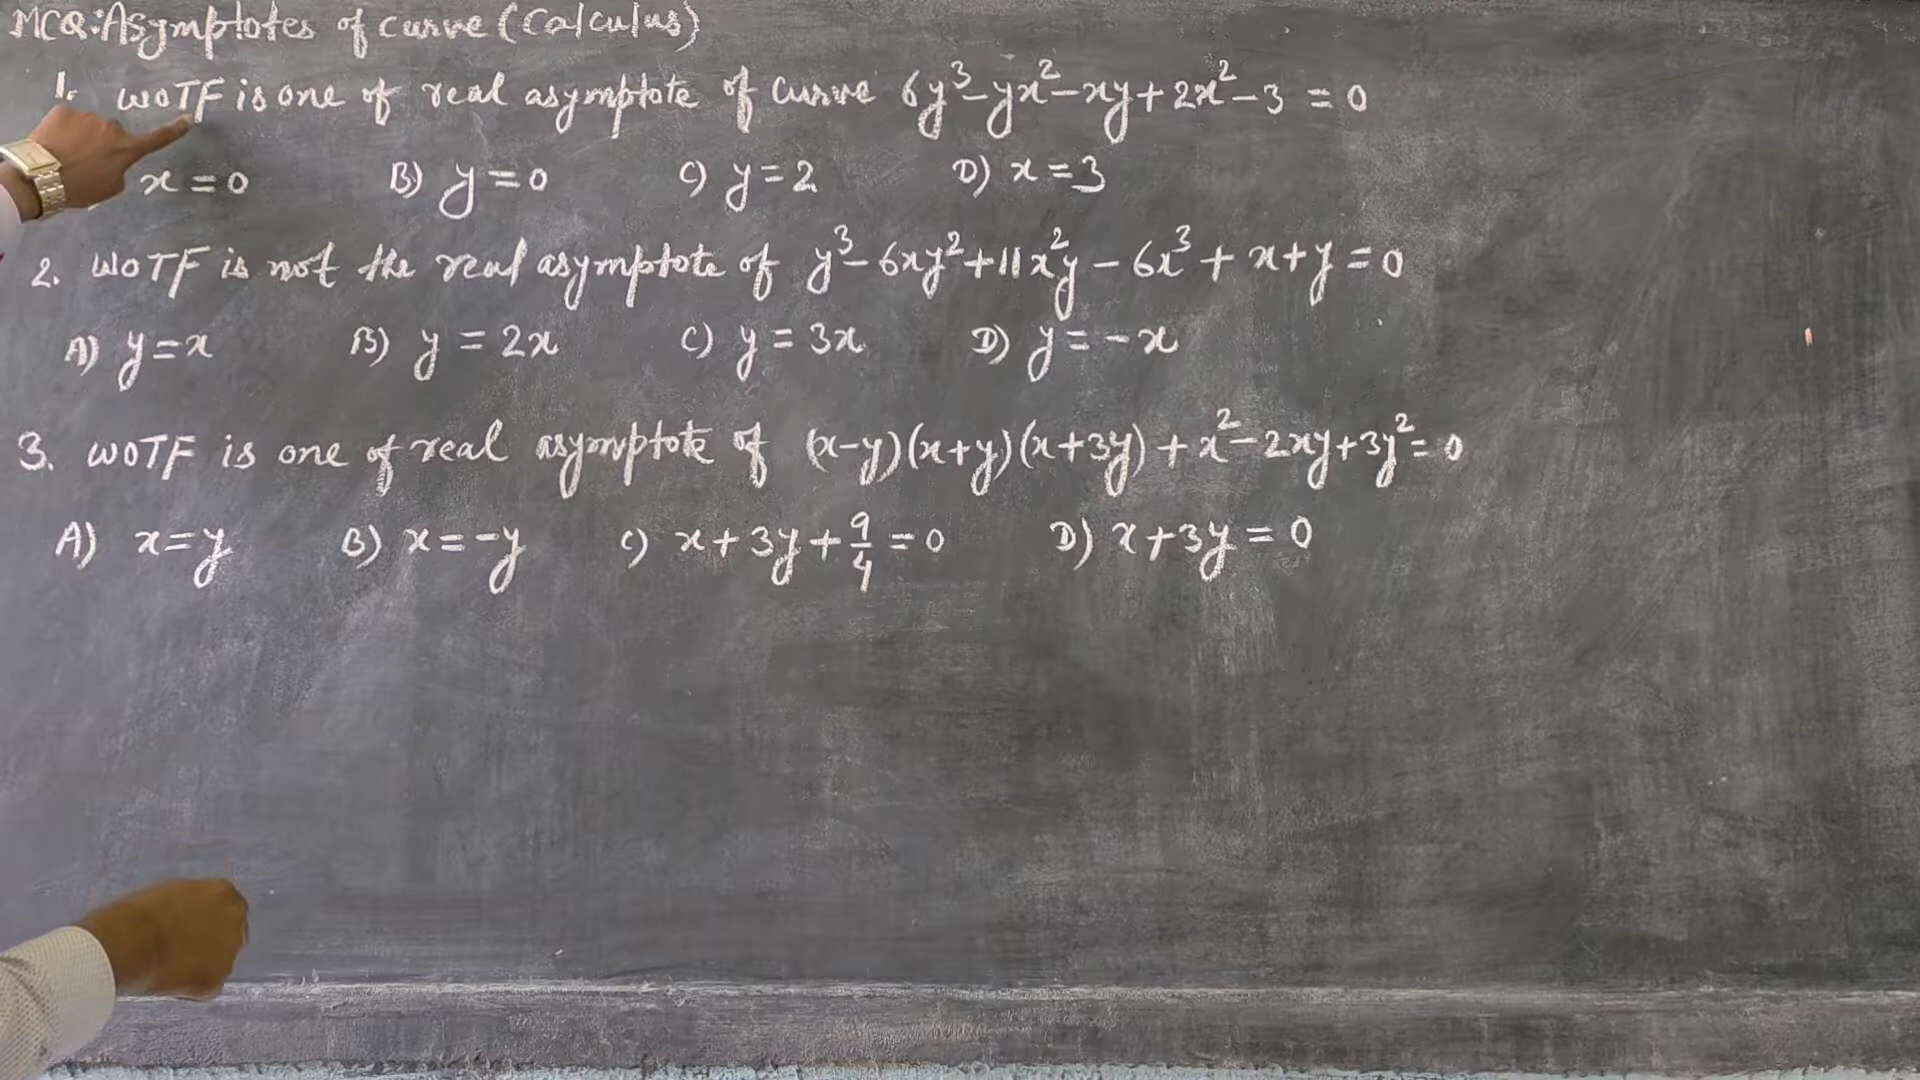 MCQ:Asymptotes of curve (Calculus)
1. WOTF is one of real asymptote of curve 6y³-yx²-xy+2x²-3 = 0
x=0 B) y=0 C) y=2 D) x=3
2. WOTF is not the real asymptote of y³-6xy²+11x²y-6x³+x+y=0
A) y=x B) y=2x C) y=3x D) y=-x
3. WOTF is one of real asymptote of (x-y)(x+y)(x+3y)+x²-2xy+3y²=0
A) x=y B) x=-y C) x+3y+9/4=0 D) x+3y=0